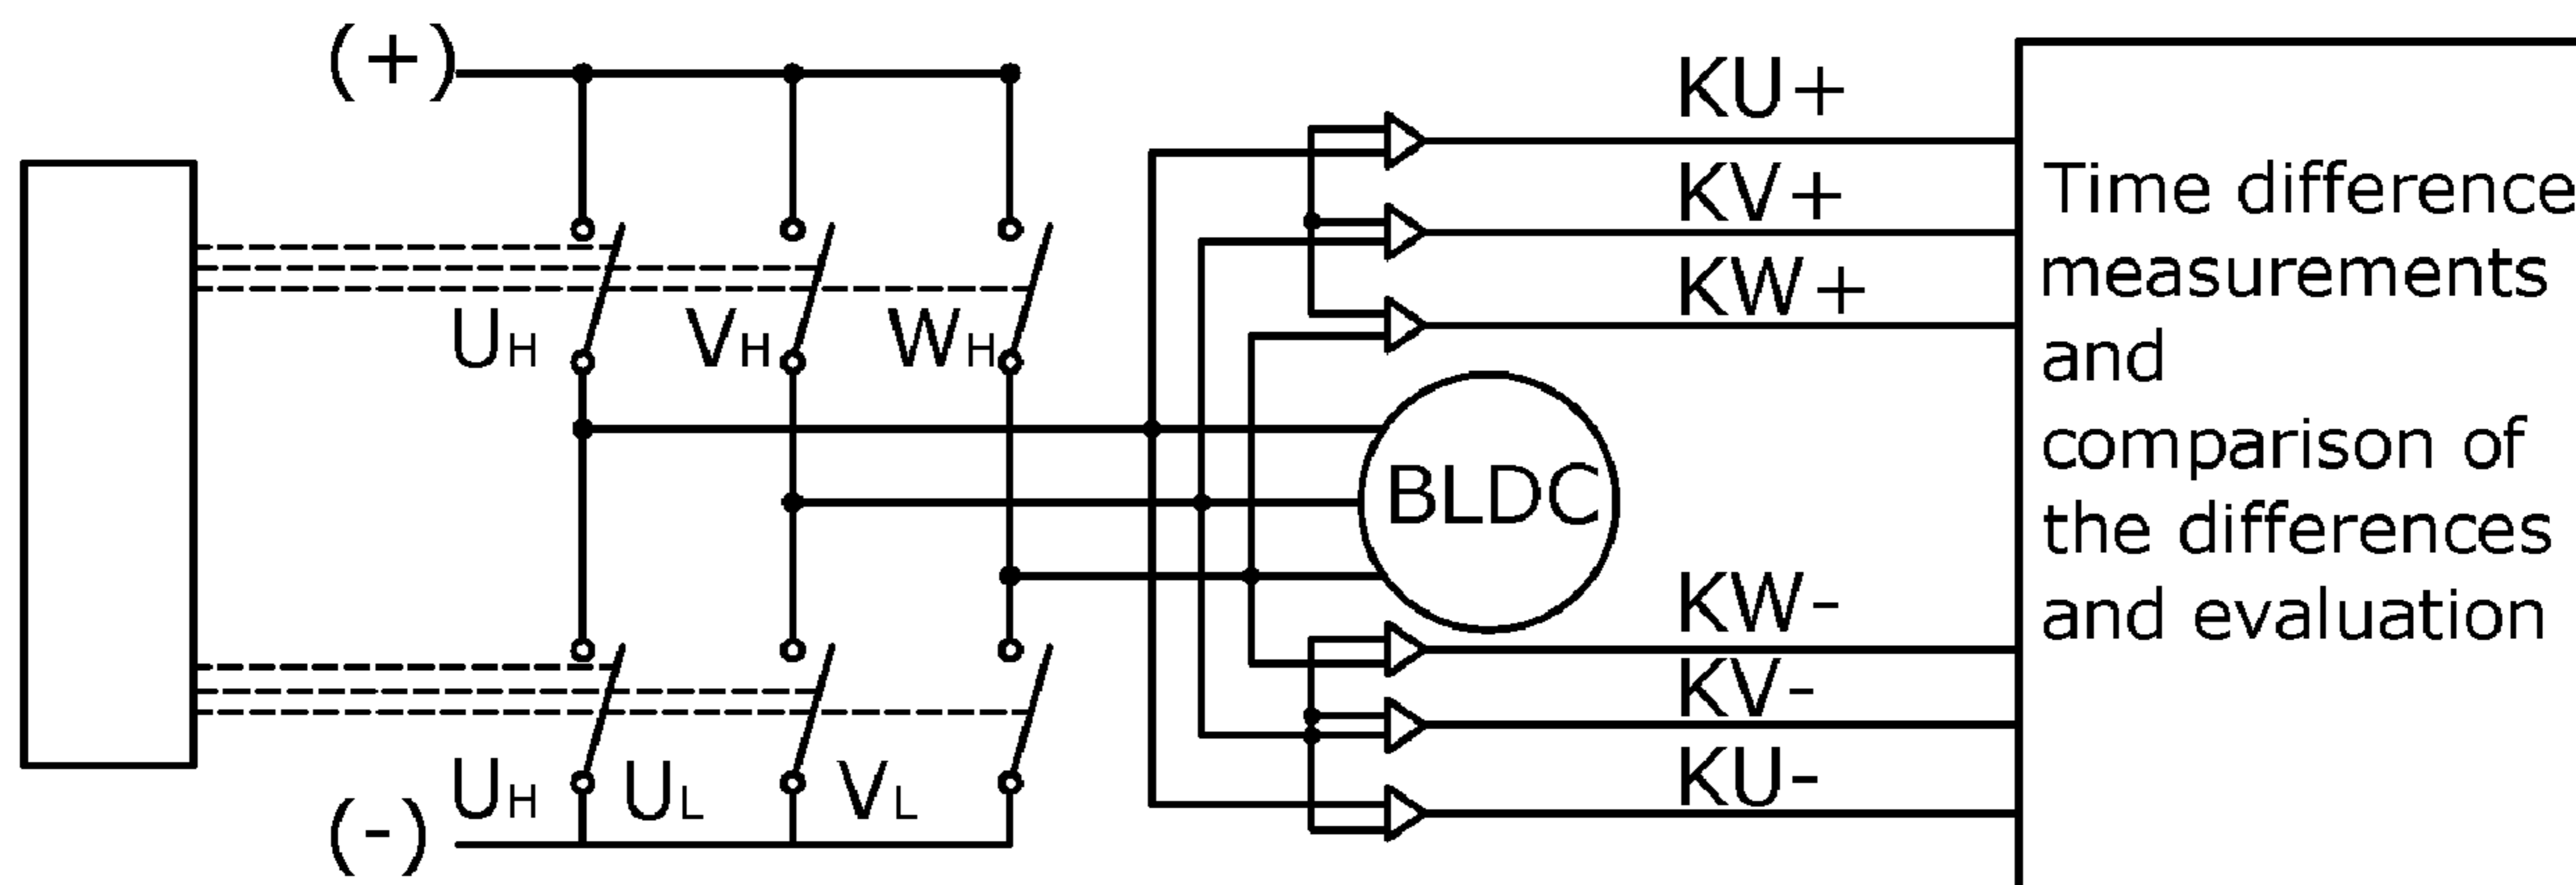 (+)
KU+
KV+
KW+
Time difference
measurements
and
comparison of
the differences
and evaluation
UH VH WH
BLDC
KW-
KV-
KU-
UH UL VL
(-)